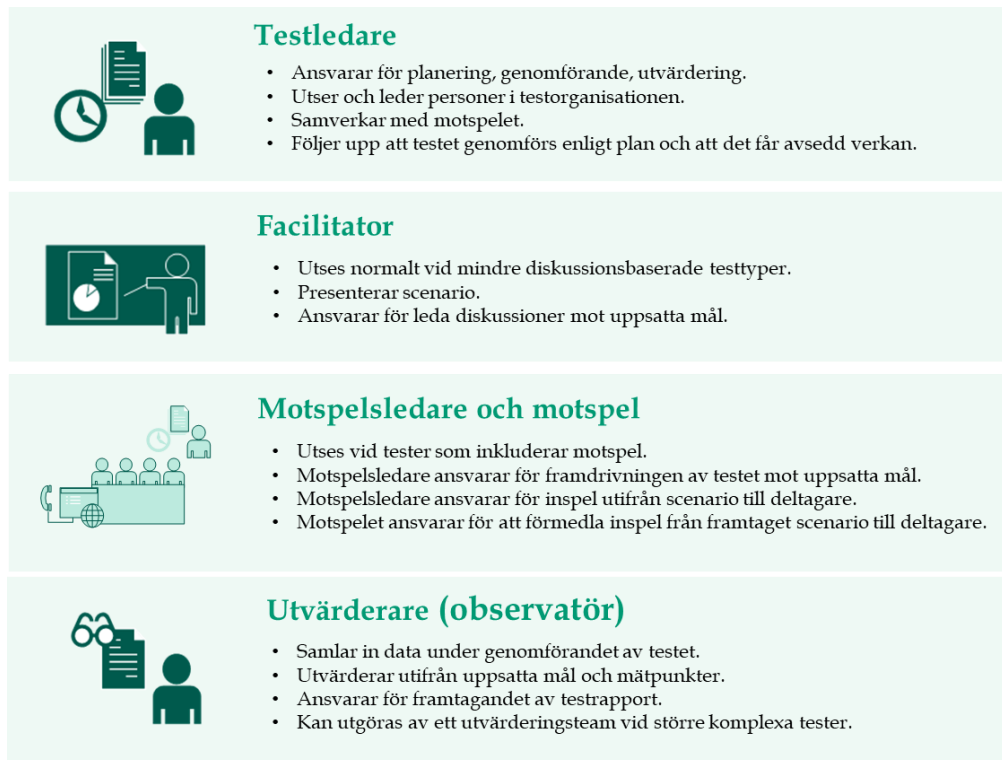 Testledare
• Ansvarar för planering, genomförande, utvärdering.
• Utser och leder personer i testorganisationen.
• Samverkar med motspelet.
• Följer upp att testet genomförs enligt plan och att det får avsedd verkan.
Facilitator
• Utses normalt vid mindre diskussionsbaserade testtyper.
• Presenterar scenario.
• Ansvarar för leda diskussioner mot uppsatta mål.
Motspelsledare och motspel
• Utses vid tester som inkluderar motspel.
• Motspelsledare ansvarar för framdrivningen av testet mot uppsatta mål.
• Motspelsledare ansvarar för inspel utifrån scenario till deltagare.
• Motspelet ansvarar för att förmedla inspel från framtaget scenario till deltagare.
Utvärderare (observatör)
• Samlar in data under genomförandet av testet.
• Utvärderar utifrån uppsatta mål och mätpunkter.
• Ansvarar för framtagandet av testrapport.
• Kan utgöras av ett utvärderingsteam vid större komplexa tester.